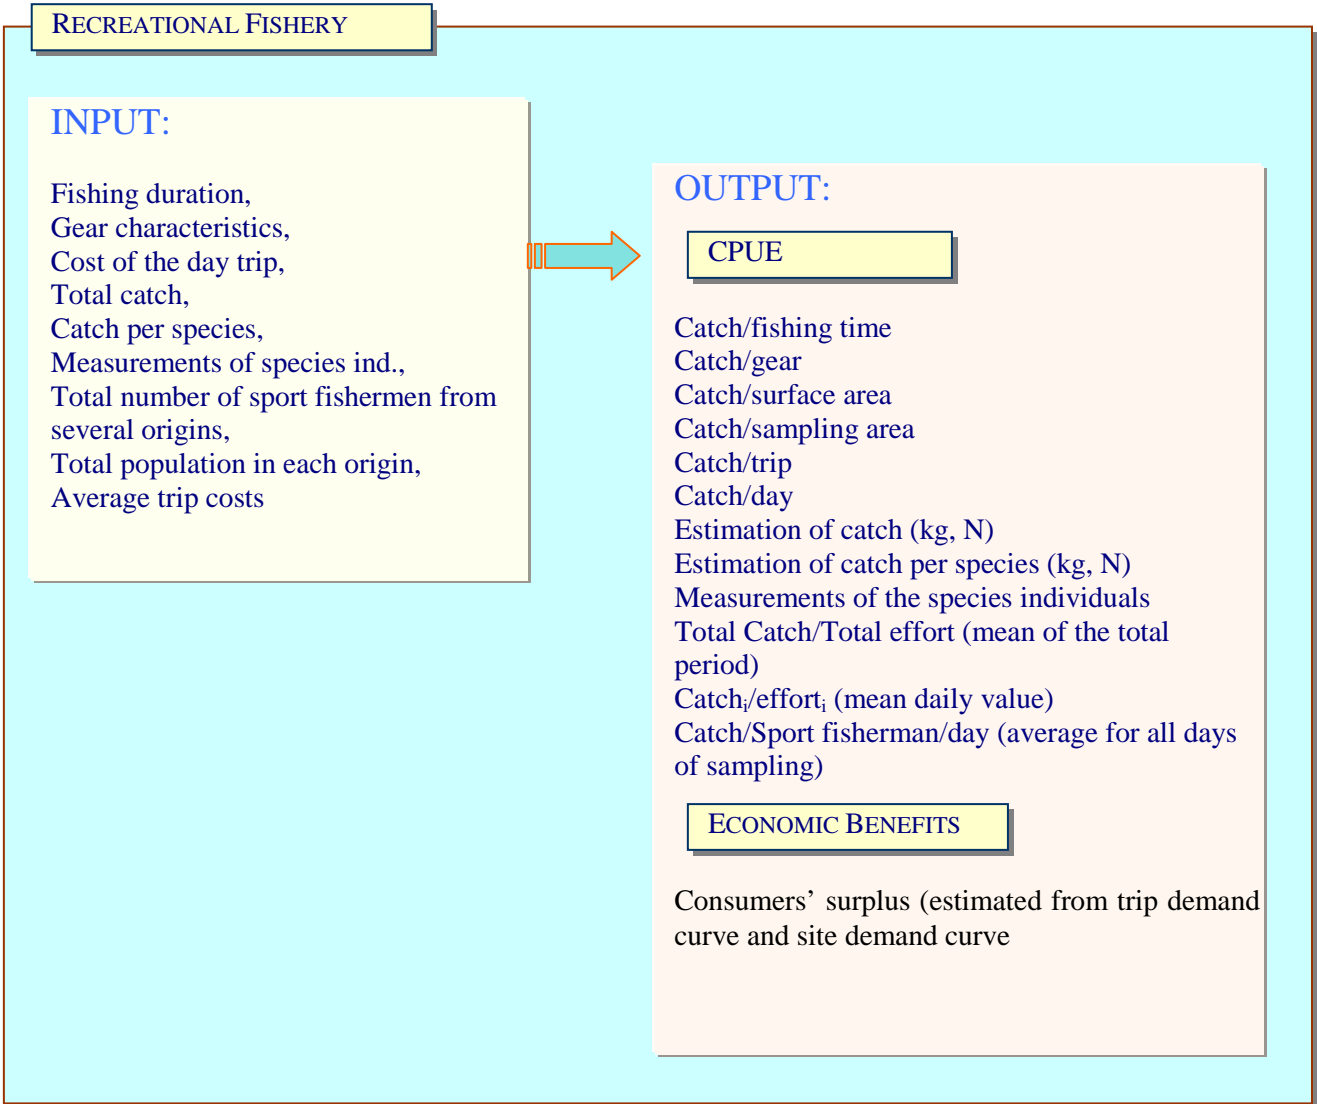 RECREATIONAL FISHERY
INPUT:
Fishing duration,
Gear characteristics,
Cost of the day trip,
Total catch,
Catch per species,
Measurements of species ind.,
Total number of sport fishermen from
several origins,
Total population in each origin,
Average trip costs
OUTPUT:
CPUE
Catch/fishing time
Catch/gear
Catch/surface area
Catch/sampling area
Catch/trip
Catch/day
Estimation of catch (kg, N)
Estimation of catch per species (kg, N)
Measurements of the species individuals
Total Catch/Total effort (mean of the total
period)
Catchᵢ/effortᵢ (mean daily value)
Catch/Sport fisherman/day (average for all days
of sampling)
ECONOMIC BENEFITS
Consumers’ surplus (estimated from trip demand
curve and site demand curve